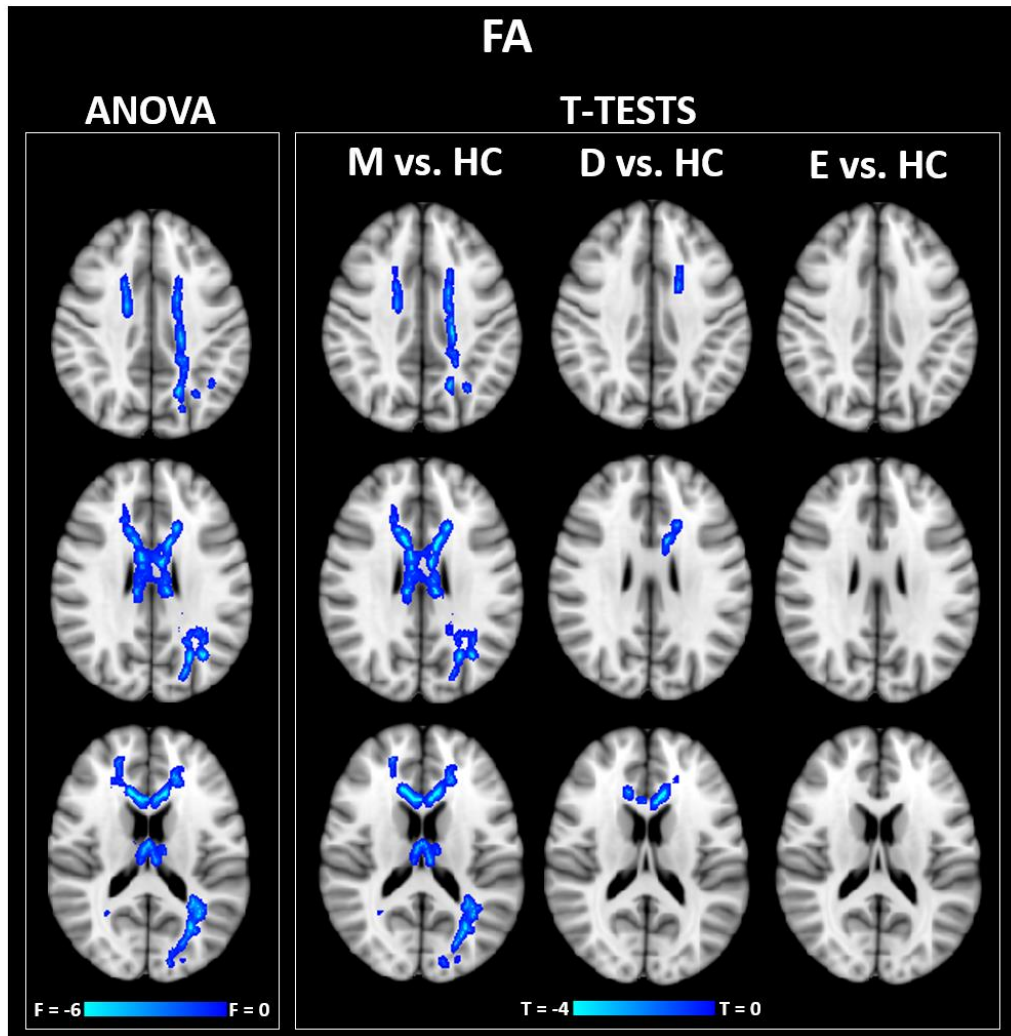 FA
ANOVA
T-TESTS
M vs. HC
D vs. HC
E vs. HC
F = -6
F = 0
T = -4
T = 0